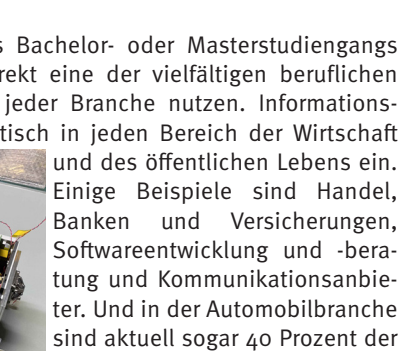 Bachelor- oder Masterstudiengangs
eine der vielfältigen beruflichen
jeder Branche nutzen. Informations-
in jeden Bereich der Wirtschaft
und des öffentlichen Lebens ein.
Einige Beispiele sind Handel,
Banken und Versicherungen,
Softwareentwicklung und -bera-
tung und Kommunikationsanbie-
ter. Und in der Automobilbranche
sind aktuell sogar 40 Prozent der